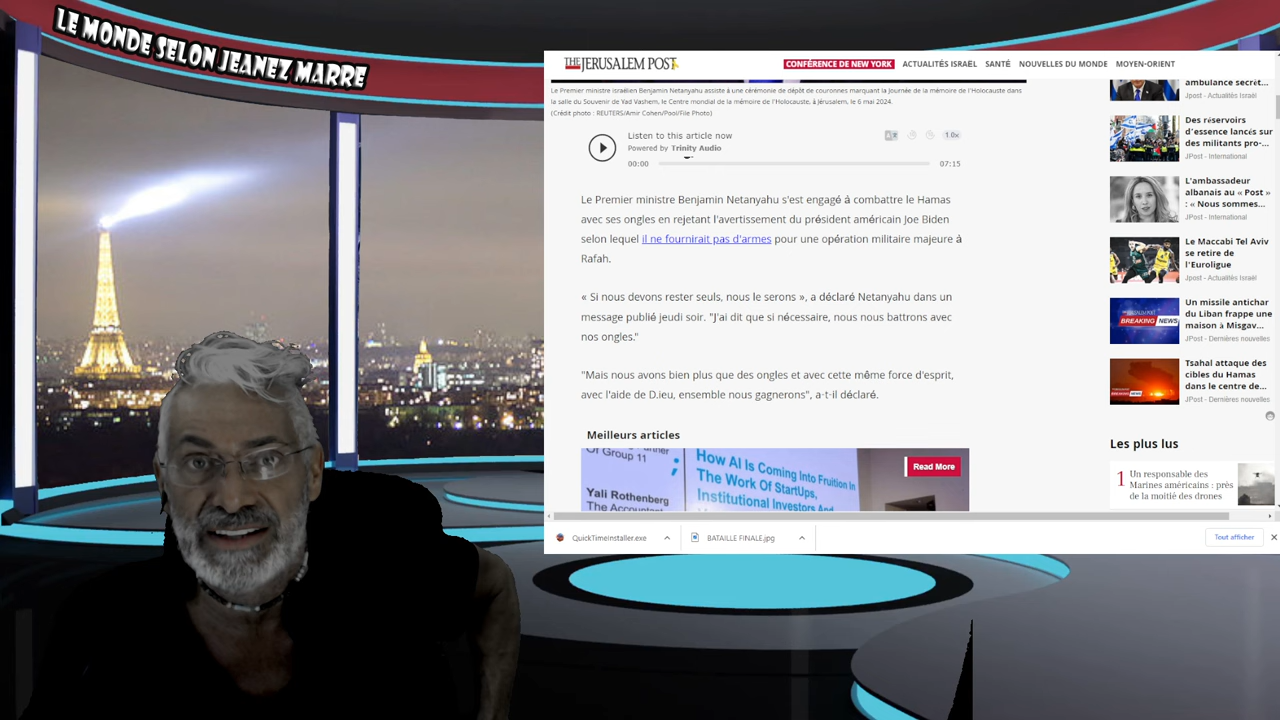 LE MONDE SELON JEANEZ MARRE
THE JERUSALEM POST
CONFÉRENCE DE NEW YORK ACTUALITÉS ISRAËL SANTÉ NOUVELLES DU MONDE MOYEN-ORIENT
Le Premier ministre israélien Benjamin Netanyahu assiste à une cérémonie de dépôt de couronnes marquant la Journée de la mémoire de l'Holocauste dans
la salle du Souvenir de Yad Vashem, le Centre mondial de la mémoire de l'Holocauste, à Jérusalem, le 6 mai 2024.
(Crédit photo : REUTERS/Amir Cohen/Pool/File Photo)
Listen to this article now
Powered by Trinity Audio
1.0x
00:00 07:15
Le Premier ministre Benjamin Netanyahu s'est engagé à combattre le Hamas
avec ses ongles en rejetant l'avertissement du président américain Joe Biden
selon lequel il ne fournirait pas d'armes pour une opération militaire majeure à
Rafah.
« Si nous devons rester seuls, nous le serons », a déclaré Netanyahu dans un
message publié jeudi soir. "J'ai dit que si nécessaire, nous nous battrons avec
nos ongles."
"Mais nous avons bien plus que des ongles et avec cette même force d'esprit,
avec l'aide de D.ieu, ensemble nous gagnerons", a-t-il déclaré.
Meilleurs articles
Of Group 11
;
Yali Rothenberg
The Accountant
How AI Is Coming Into Fruition In
The Work Of StartUps,
Institutional Investors And
Read More
ambulance secrèt...
Jpost - Actualités Israël
Des réservoirs
d'essence lancés sur
des militants pro-...
JPost - International
L'ambassadeur
albanais au « Post »
: « Nous sommes...
JPost - International
Le Maccabi Tel Aviv
se retire de
l'Euroligue
Jpost - Actualités Israël
BREAKING NEWS
Un missile antichar
du Liban frappe une
maison à Misgav...
JPost - Dernières nouvelles
Tsahal attaque des
cibles du Hamas
dans le centre de...
JPost - Dernières nouvelles
Les plus lus
1
Un responsable des
Marines américains : près
de la moitié des drones
QuickTimeInstaller.exe
BATAILLE FINALE.jpg
Tout afficher